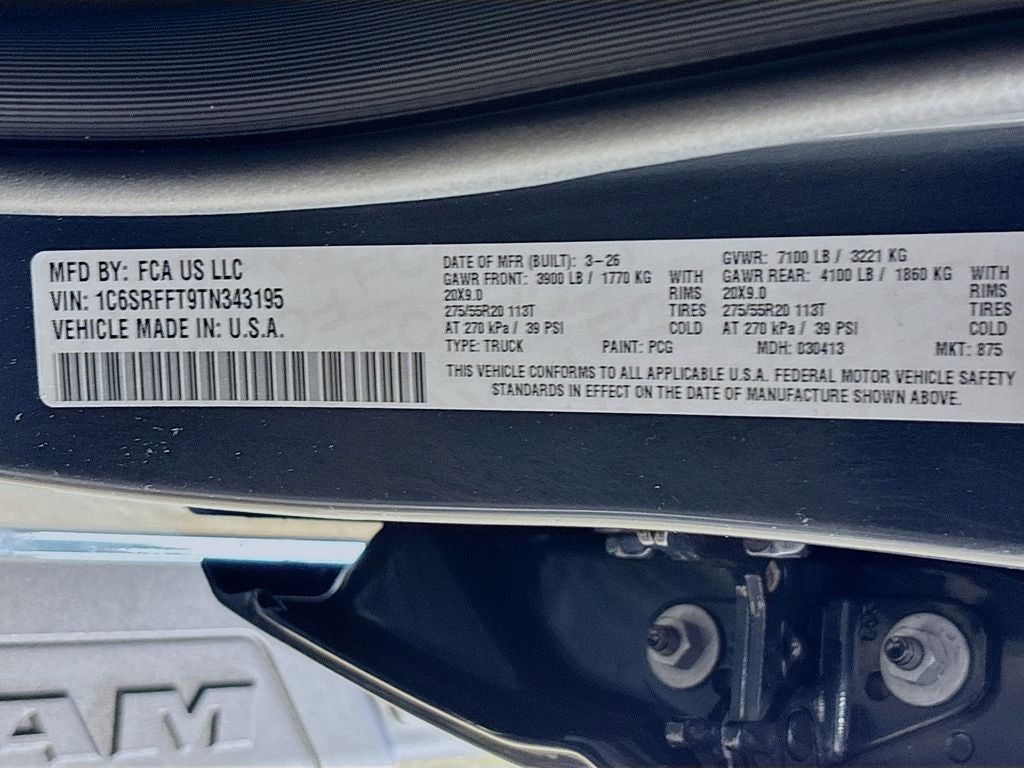 MFD BY: FCA US LLC
VIN: 1C6SRFFT9TN343195
VEHICLE MADE IN: U.S.A.
DATE OF MFR (BUILT): 3-26 GVWR: 7100 LB / 3221 KG
GAWR FRONT: 3900 LB / 1770 KG WITH GAWR REAR: 4100 LB / 1860 KG WITH
20X9.0 RIMS 20X9.0 RIMS
275/55R20 113T TIRES 275/55R20 113T TIRES
AT 270 kPa / 39 PSI COLD AT 270 kPa / 39 PSI COLD
TYPE: TRUCK PAINT: PCG MDH: 030413 MKT: 875
THIS VEHICLE CONFORMS TO ALL APPLICABLE U.S.A. FEDERAL MOTOR VEHICLE SAFETY
STANDARDS IN EFFECT ON THE DATE OF MANUFACTURE SHOWN ABOVE.
AM